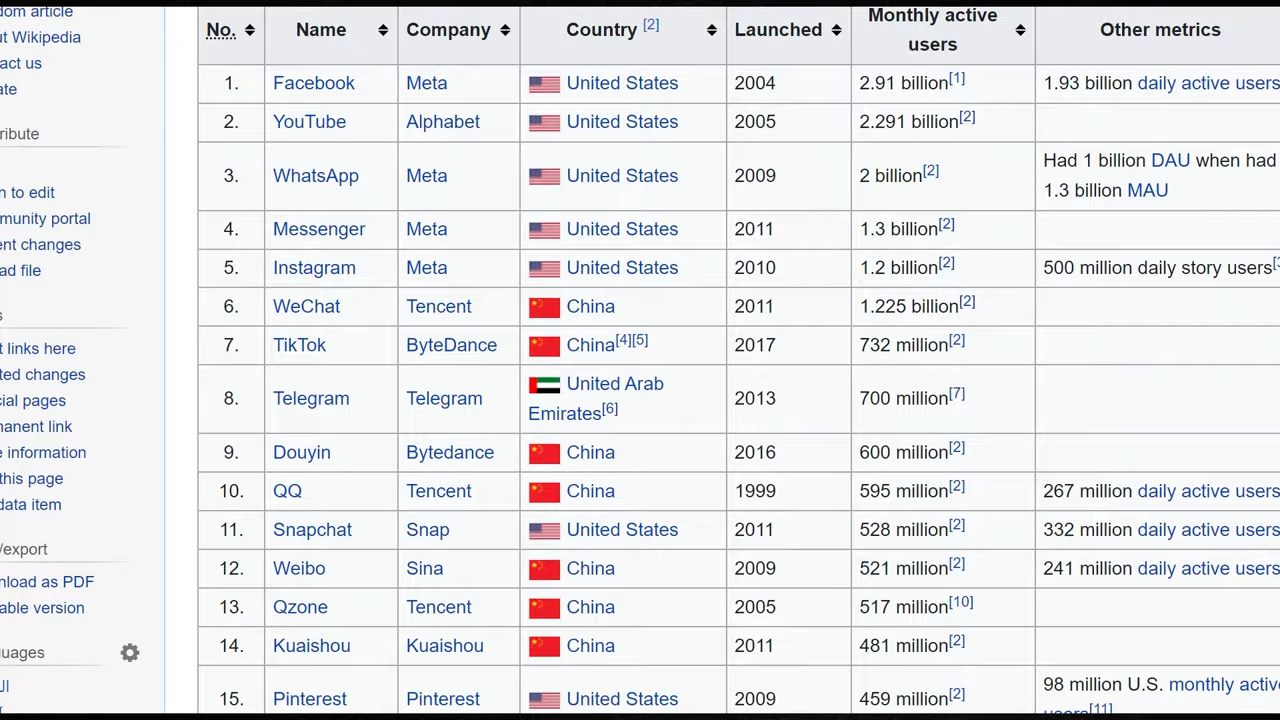 dom article
ut Wikipedia
tact us
ate
ribute
n to edit
munity portal
ent changes
ad file
s
t links here
ted changes
cial pages
manent link
e information
this page
data item
/export
nload as PDF
able version
uages
No. Name Company Country [2] Launched Monthly active users Other metrics
1. Facebook Meta United States 2004 2.91 billion[1] 1.93 billion daily active users
2. YouTube Alphabet United States 2005 2.291 billion[2]
3. WhatsApp Meta United States 2009 2 billion[2] Had 1 billion DAU when had
1.3 billion MAU
4. Messenger Meta United States 2011 1.3 billion[2]
5. Instagram Meta United States 2010 1.2 billion[2] 500 million daily story users[3
6. WeChat Tencent China 2011 1.225 billion[2]
7. TikTok ByteDance China[4][5] 2017 732 million[2]
8. Telegram Telegram United Arab Emirates[6] 2013 700 million[7]
9. Douyin Bytedance China 2016 600 million[2]
10. QQ Tencent China 1999 595 million[2] 267 million daily active users
11. Snapchat Snap United States 2011 528 million[2] 332 million daily active users
12. Weibo Sina China 2009 521 million[2] 241 million daily active users
13. Qzone Tencent China 2005 517 million[10]
14. Kuaishou Kuaishou China 2011 481 million[2]
15. Pinterest Pinterest United States 2009 459 million[2] 98 million U.S. monthly active
users[11]